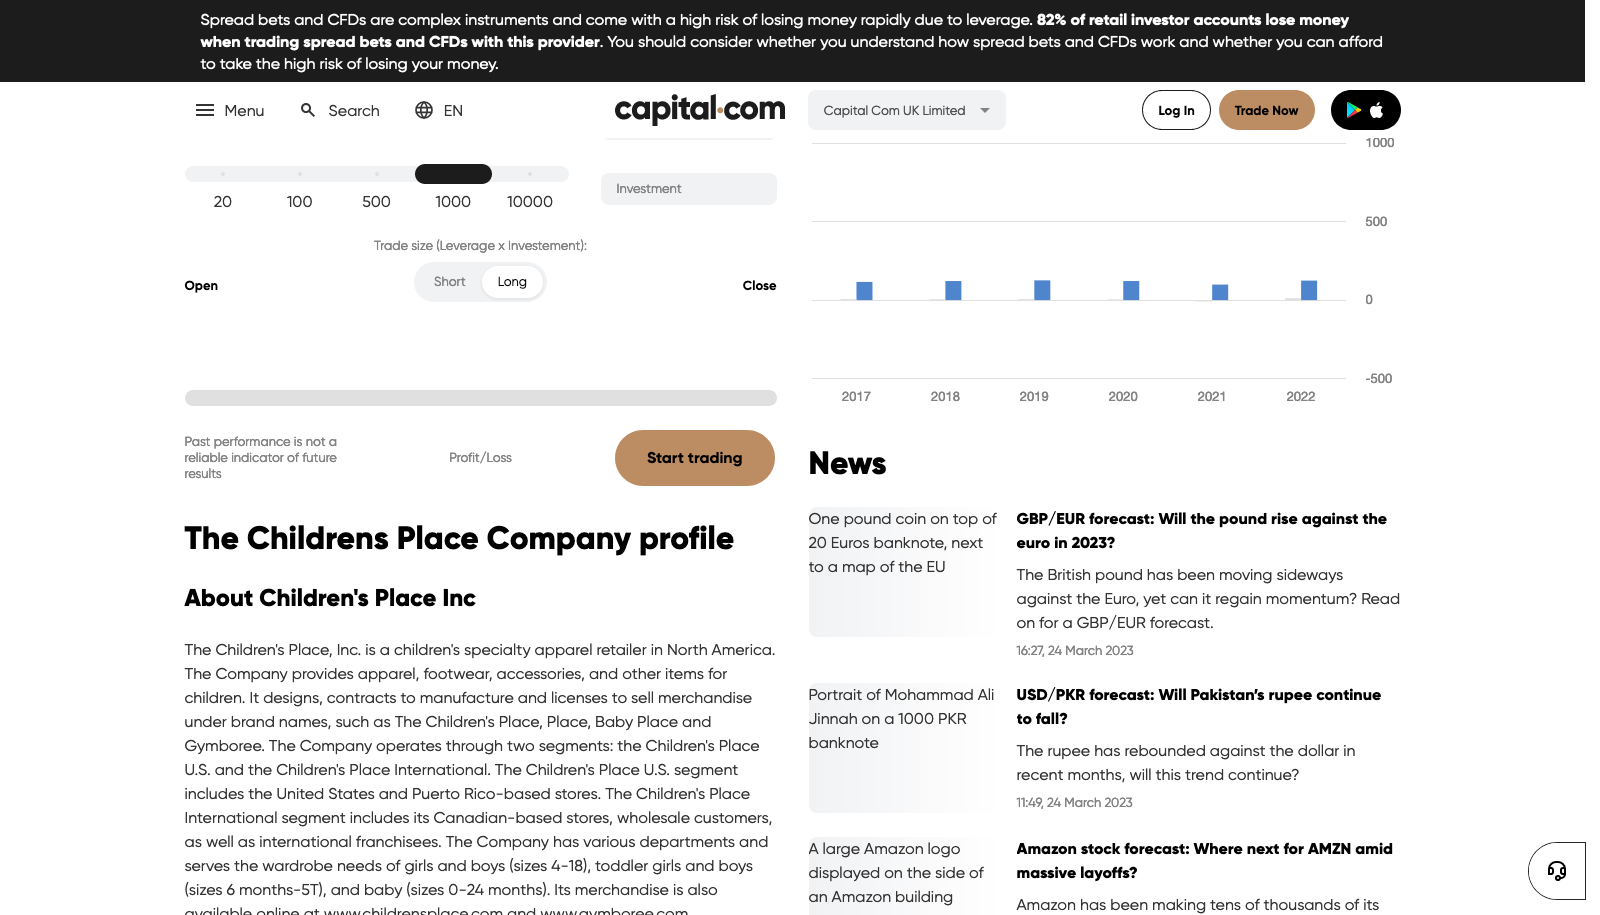 Spread bets and CFDs are complex instruments and come with a high risk of losing money rapidly due to leverage. 82% of retail investor accounts lose money
when trading spread bets and CFDs with this provider. You should consider whether you understand how spread bets and CFDs work and whether you can afford
to take the high risk of losing your money.
Menu
Search
EN
capital.com
Capital Com UK Limited
Log In
Trade Now
20
100
500
1000
10000
Investment
Trade size (Leverage x Investement):
Open
Short
Long
Close
Past performance is not a
reliable indicator of future
results
Profit/Loss
Start trading
The Childrens Place Company profile
About Children's Place Inc
The Children's Place, Inc. is a children's specialty apparel retailer in North America.
The Company provides apparel, footwear, accessories, and other items for
children. It designs, contracts to manufacture and licenses to sell merchandise
under brand names, such as The Children's Place, Place, Baby Place and
Gymboree. The Company operates through two segments: the Children's Place
U.S. and the Children's Place International. The Children's Place U.S. segment
includes the United States and Puerto Rico-based stores. The Children's Place
International segment includes its Canadian-based stores, wholesale customers,
as well as international franchisees. The Company has various departments and
serves the wardrobe needs of girls and boys (sizes 4-18), toddler girls and boys
(sizes 6 months-5T), and baby (sizes 0-24 months). Its merchandise is also
available online at www.childrensplace.com and www.gymboree.com.
1000
500
0
-500
2017
2018
2019
2020
2021
2022
News
One pound coin on top of
20 Euros banknote, next
to a map of the EU
GBP/EUR forecast: Will the pound rise against the
euro in 2023?
The British pound has been moving sideways
against the Euro, yet can it regain momentum? Read
on for a GBP/EUR forecast.
16:27, 24 March 2023
Portrait of Mohammad Ali
Jinnah on a 1000 PKR
banknote
USD/PKR forecast: Will Pakistan’s rupee continue
to fall?
The rupee has rebounded against the dollar in
recent months, will this trend continue?
11:49, 24 March 2023
A large Amazon logo
displayed on the side of
an Amazon building
Amazon stock forecast: Where next for AMZN amid
massive layoffs?
Amazon has been making tens of thousands of its